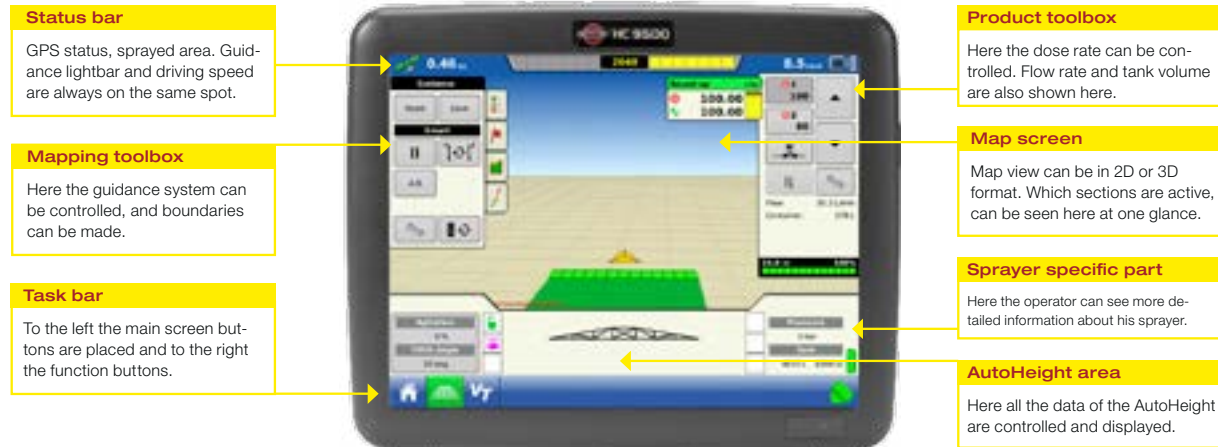 Status bar
GPS status, sprayed area. Guid-
ance lightbar and driving speed
are always on the same spot.
Mapping toolbox
Here the guidance system can
be controlled, and boundaries
can be made.
Task bar
To the left the main screen but-
tons are placed and to the right
the function buttons.
HC 9500
0.46
8.5
Guidance
100.00
100.00
100
80
A/B
VT
Product toolbox
Here the dose rate can be con-
trolled. Flow rate and tank volume
are also shown here.
Map screen
Map view can be in 2D or 3D
format. Which sections are active,
can be seen here at one glance.
Sprayer specific part
Here the operator can see more de-
tailed information about his sprayer.
AutoHeight area
Here all the data of the AutoHeight
are controlled and displayed.